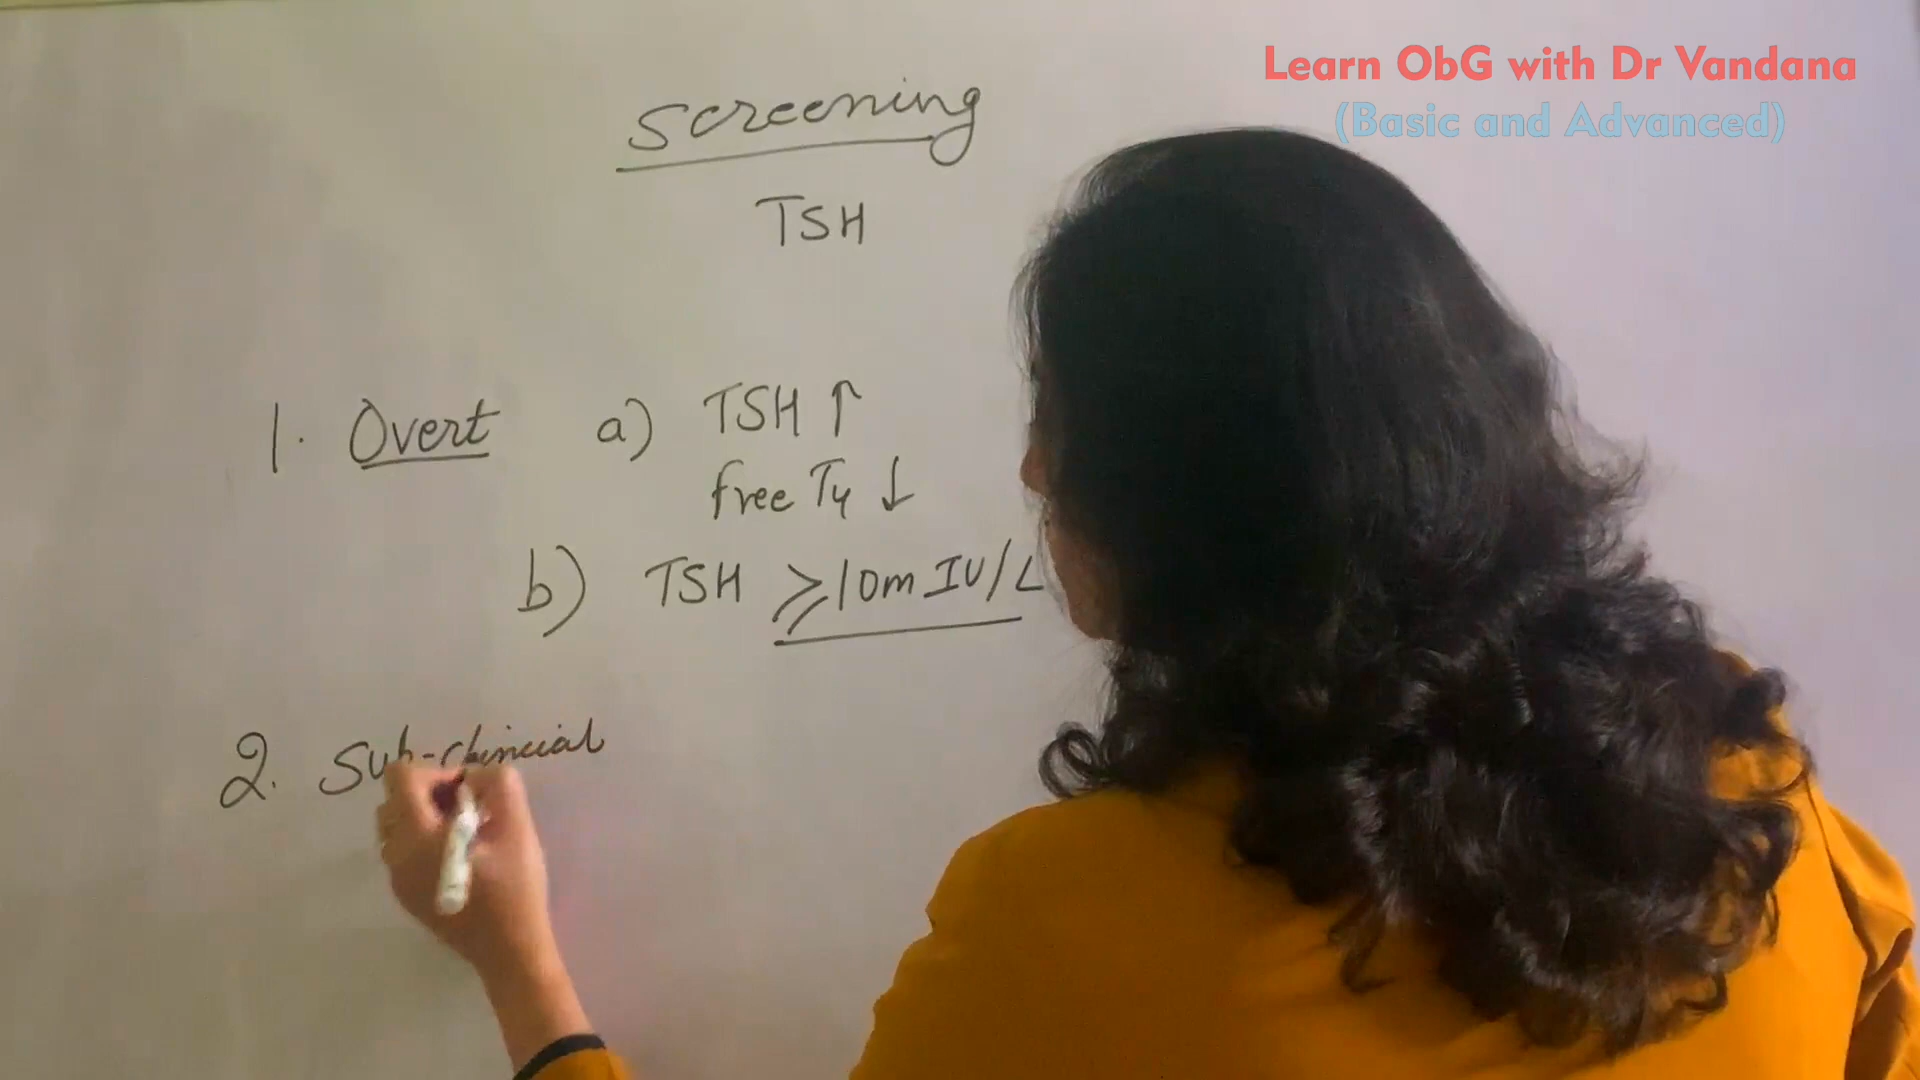 Learn ObG with Dr Vandana
(Basic and Advanced)
Screening
TSH
1. Overt a) TSH ↑
free T4 ↓
b) TSH ≥10mIU/L
2. Sub-clinical